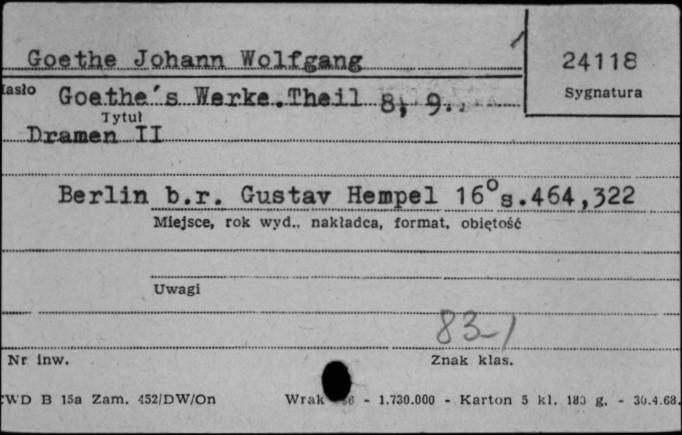 Goethe Johann Wolfgang
24118
Sygnatura
Hasło Goethe's Werke.Theil 8, 9..
Tytuł
Dramen II
Berlin b.r. Gustav Hempel 16° s.464,322
Miejsce, rok wyd., nakładca, format, objętość
Uwagi
83-1
Nr inw.
Znak klas.
CWD B 15a Zam. 452/DW/On Wrak - 1.730.000 - Karton 5 kl. 180 g. - 30.4.68.